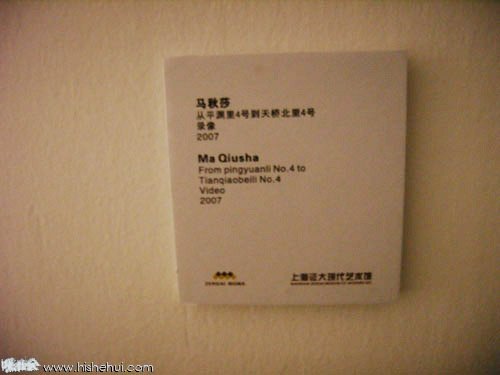 马秋莎
从平渊里4号到天桥北里4号
录像
2007
Ma Qiusha
From pingyuanli No.4 to
Tianqiaobeili No.4
Video
2007
ZENDAI MOMA
上海证大现代艺术馆
www.hishehui.com